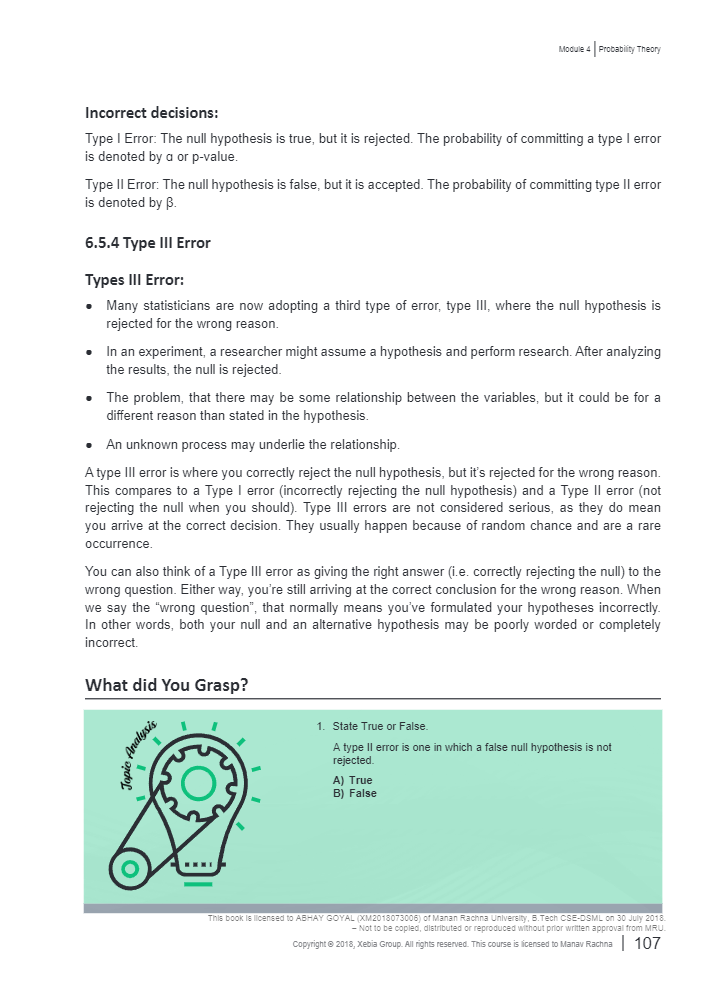 Module 4 | Probability Theory
Incorrect decisions:
Type I Error: The null hypothesis is true, but it is rejected. The probability of committing a type I error
is denoted by α or p-value.
Type II Error: The null hypothesis is false, but it is accepted. The probability of committing type II error
is denoted by β.
6.5.4 Type III Error
Types III Error:
● Many statisticians are now adopting a third type of error, type III, where the null hypothesis is
rejected for the wrong reason.
● In an experiment, a researcher might assume a hypothesis and perform research. After analyzing
the results, the null is rejected.
● The problem, that there may be some relationship between the variables, but it could be for a
different reason than stated in the hypothesis.
● An unknown process may underlie the relationship.
A type III error is where you correctly reject the null hypothesis, but it's rejected for the wrong reason.
This compares to a Type I error (incorrectly rejecting the null hypothesis) and a Type II error (not
rejecting the null when you should). Type III errors are not considered serious, as they do mean
you arrive at the correct decision. They usually happen because of random chance and are a rare
occurrence.
You can also think of a Type III error as giving the right answer (i.e. correctly rejecting the null) to the
wrong question. Either way, you're still arriving at the correct conclusion for the wrong reason. When
we say the “wrong question”, that normally means you've formulated your hypotheses incorrectly.
In other words, both your null and an alternative hypothesis may be poorly worded or completely
incorrect.
What did You Grasp?
Topic Analysis
1. State True or False.
A type II error is one in which a false null hypothesis is not
rejected.
A) True
B) False
This book is licensed to ABHAY GOYAL (XM2018073006) of Manan Rachna University, B.Tech CSE-DSML on 30 July 2018.
– Not to be copied, distributed or reproduced without prior written approval from MRU.
Copyright © 2018, Xebia Group. All rights reserved. This course is licensed to Manav Rachna | 107